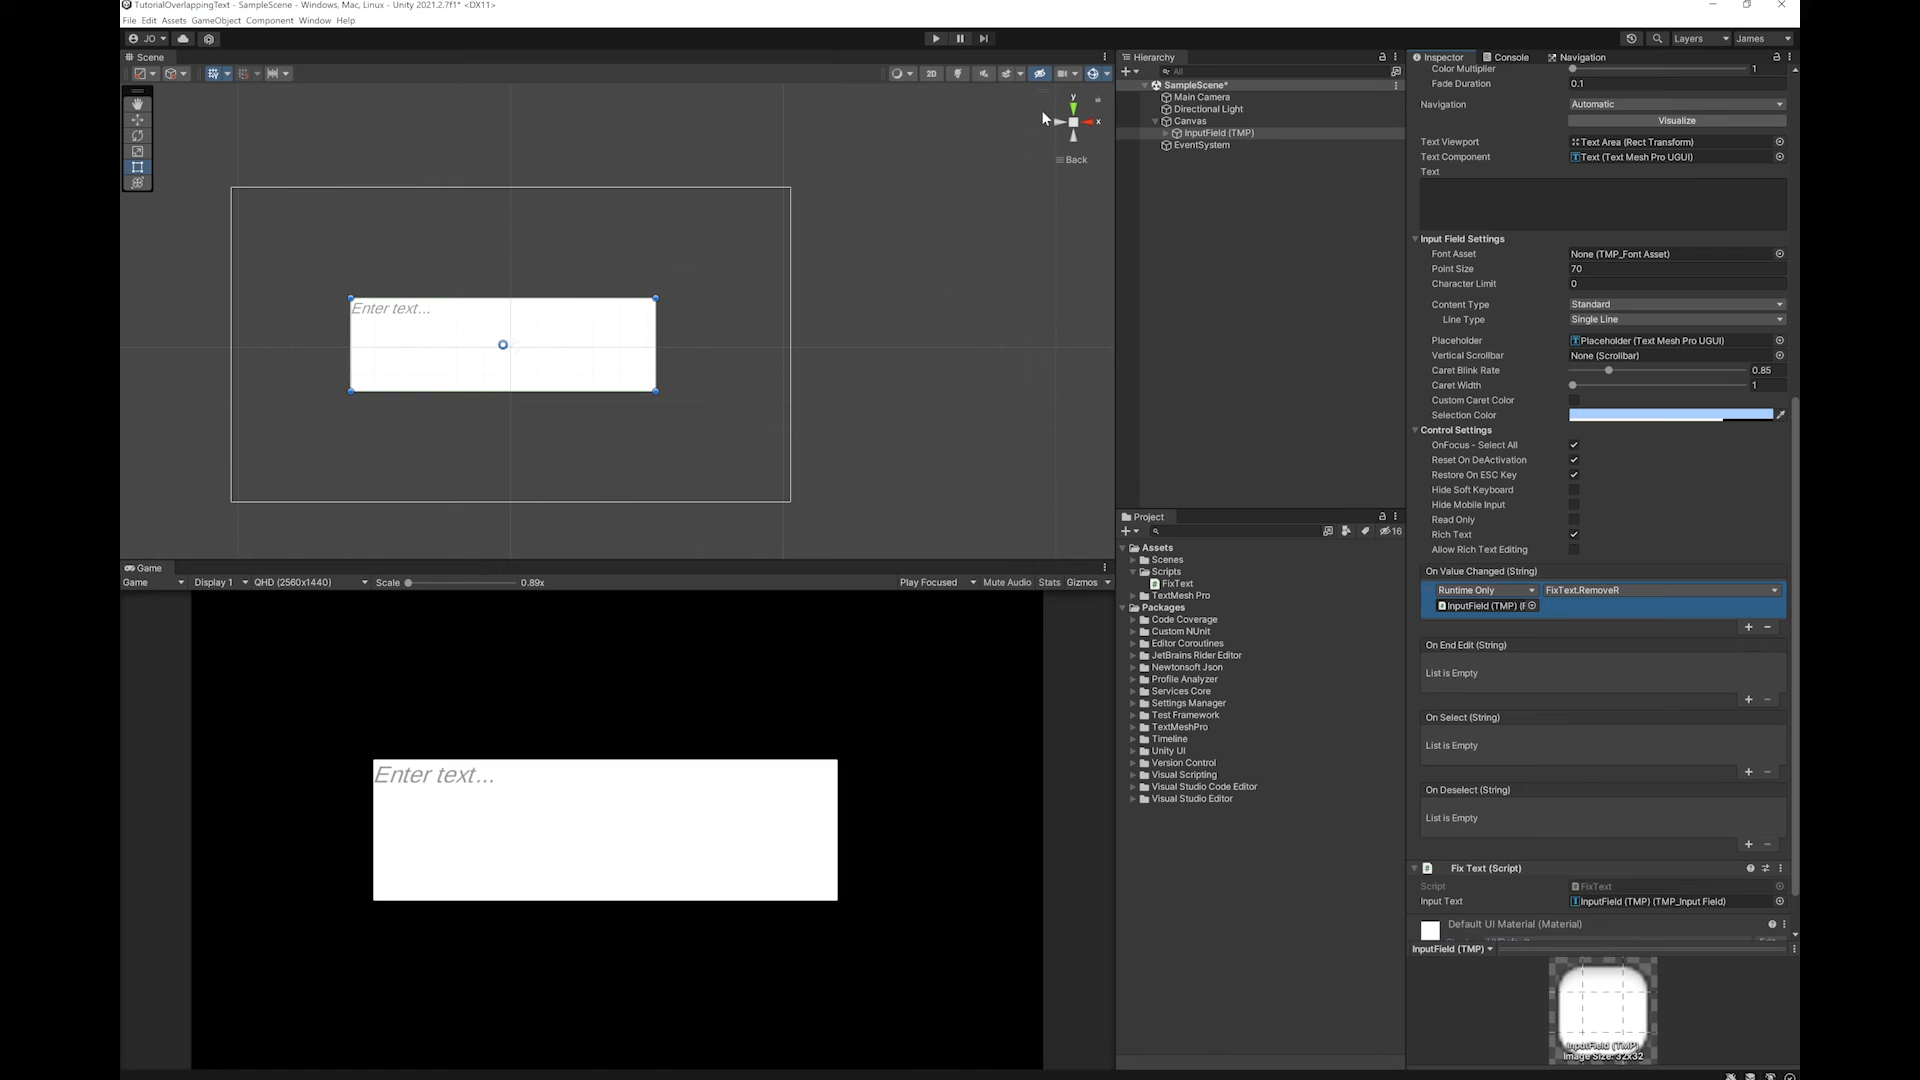 TutorialOverlappingText - SampleScene - Windows, Mac, Linux - Unity 2021.2.7f1* <DX11>
File Edit Assets GameObject Component Window Help
JO
Layers
James
Scene
2D
y
x
Back
Game
Game
Display 1
QHD (2560x1440)
Scale
0.89x
Play Focused
Mute Audio
Stats
Gizmos
Enter text...
Enter text...
Hierarchy
All
SampleScene*
Main Camera
Directional Light
Canvas
InputField (TMP)
EventSystem
Project
16
Assets
Scenes
Scripts
FixText
TextMesh Pro
Packages
Code Coverage
Custom NUnit
Editor Coroutines
JetBrains Rider Editor
Newtonsoft Json
Profile Analyzer
Services Core
Settings Manager
Test Framework
TextMeshPro
Timeline
Unity UI
Version Control
Visual Scripting
Visual Studio Code Editor
Visual Studio Editor
Inspector
Console
Navigation
Color Multiplier 1
Fade Duration 0.1
Navigation Automatic
Visualize
Text Viewport Text Area (Rect Transform)
Text Component Text (Text Mesh Pro UGUI)
Text
Input Field Settings
Font Asset None (TMP_Font Asset)
Point Size 70
Character Limit 0
Content Type Standard
Line Type Single Line
Placeholder Placeholder (Text Mesh Pro UGUI)
Vertical Scrollbar None (Scrollbar)
Caret Blink Rate 0.85
Caret Width 1
Custom Caret Color
Selection Color
Control Settings
OnFocus - Select All
Reset On DeActivation
Restore On ESC Key
Hide Soft Keyboard
Hide Mobile Input
Read Only
Rich Text
Allow Rich Text Editing
On Value Changed (String)
Runtime Only FixText.RemoveR
InputField (TMP) (F
On End Edit (String)
List is Empty
On Select (String)
List is Empty
On Deselect (String)
List is Empty
Fix Text (Script)
Script FixText
Input Text InputField (TMP) (TMP_Input Field)
Default UI Material (Material)
InputField (TMP)
InputField (TMP)
Image Size: 32x32